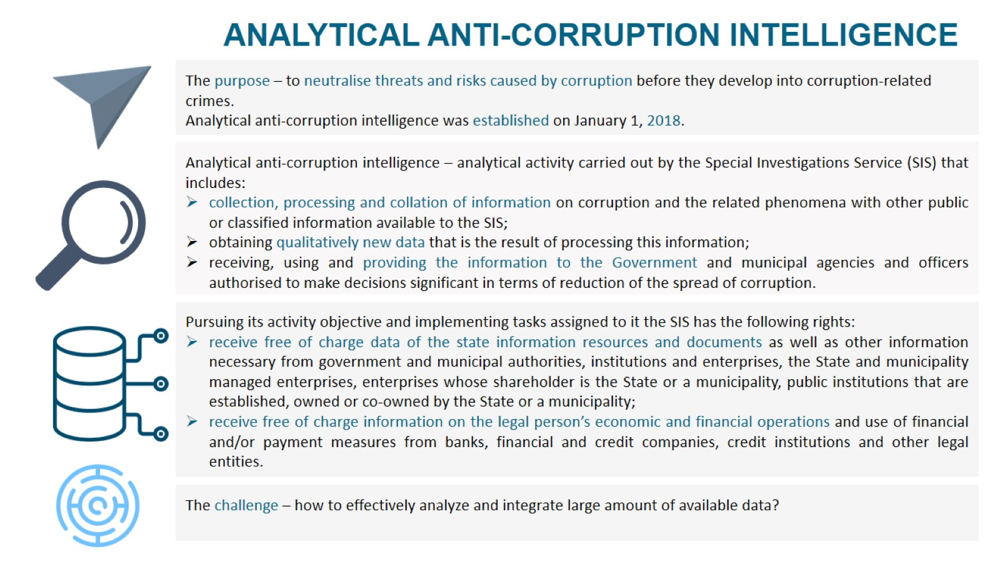 ANALYTICAL ANTI-CORRUPTION INTELLIGENCE
The purpose – to neutralise threats and risks caused by corruption before they develop into corruption-related
crimes.
Analytical anti-corruption intelligence was established on January 1, 2018.
Analytical anti-corruption intelligence – analytical activity carried out by the Special Investigations Service (SIS) that
includes:
➢ collection, processing and collation of information on corruption and the related phenomena with other public
or classified information available to the SIS;
➢ obtaining qualitatively new data that is the result of processing this information;
➢ receiving, using and providing the information to the Government and municipal agencies and officers
authorised to make decisions significant in terms of reduction of the spread of corruption.
Pursuing its activity objective and implementing tasks assigned to it the SIS has the following rights:
➢ receive free of charge data of the state information resources and documents as well as other information
necessary from government and municipal authorities, institutions and enterprises, the State and municipality
managed enterprises, enterprises whose shareholder is the State or a municipality, public institutions that are
established, owned or co-owned by the State or a municipality;
➢ receive free of charge information on the legal person’s economic and financial operations and use of financial
and/or payment measures from banks, financial and credit companies, credit institutions and other legal
entities.
The challenge – how to effectively analyze and integrate large amount of available data?